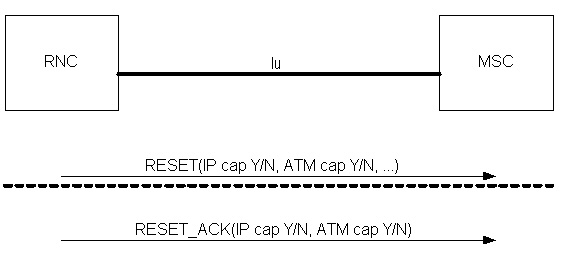 RNC
Iu
MSC
RESET(IP cap Y/N, ATM cap Y/N, ...)
RESET_ACK(IP cap Y/N, ATM cap Y/N)